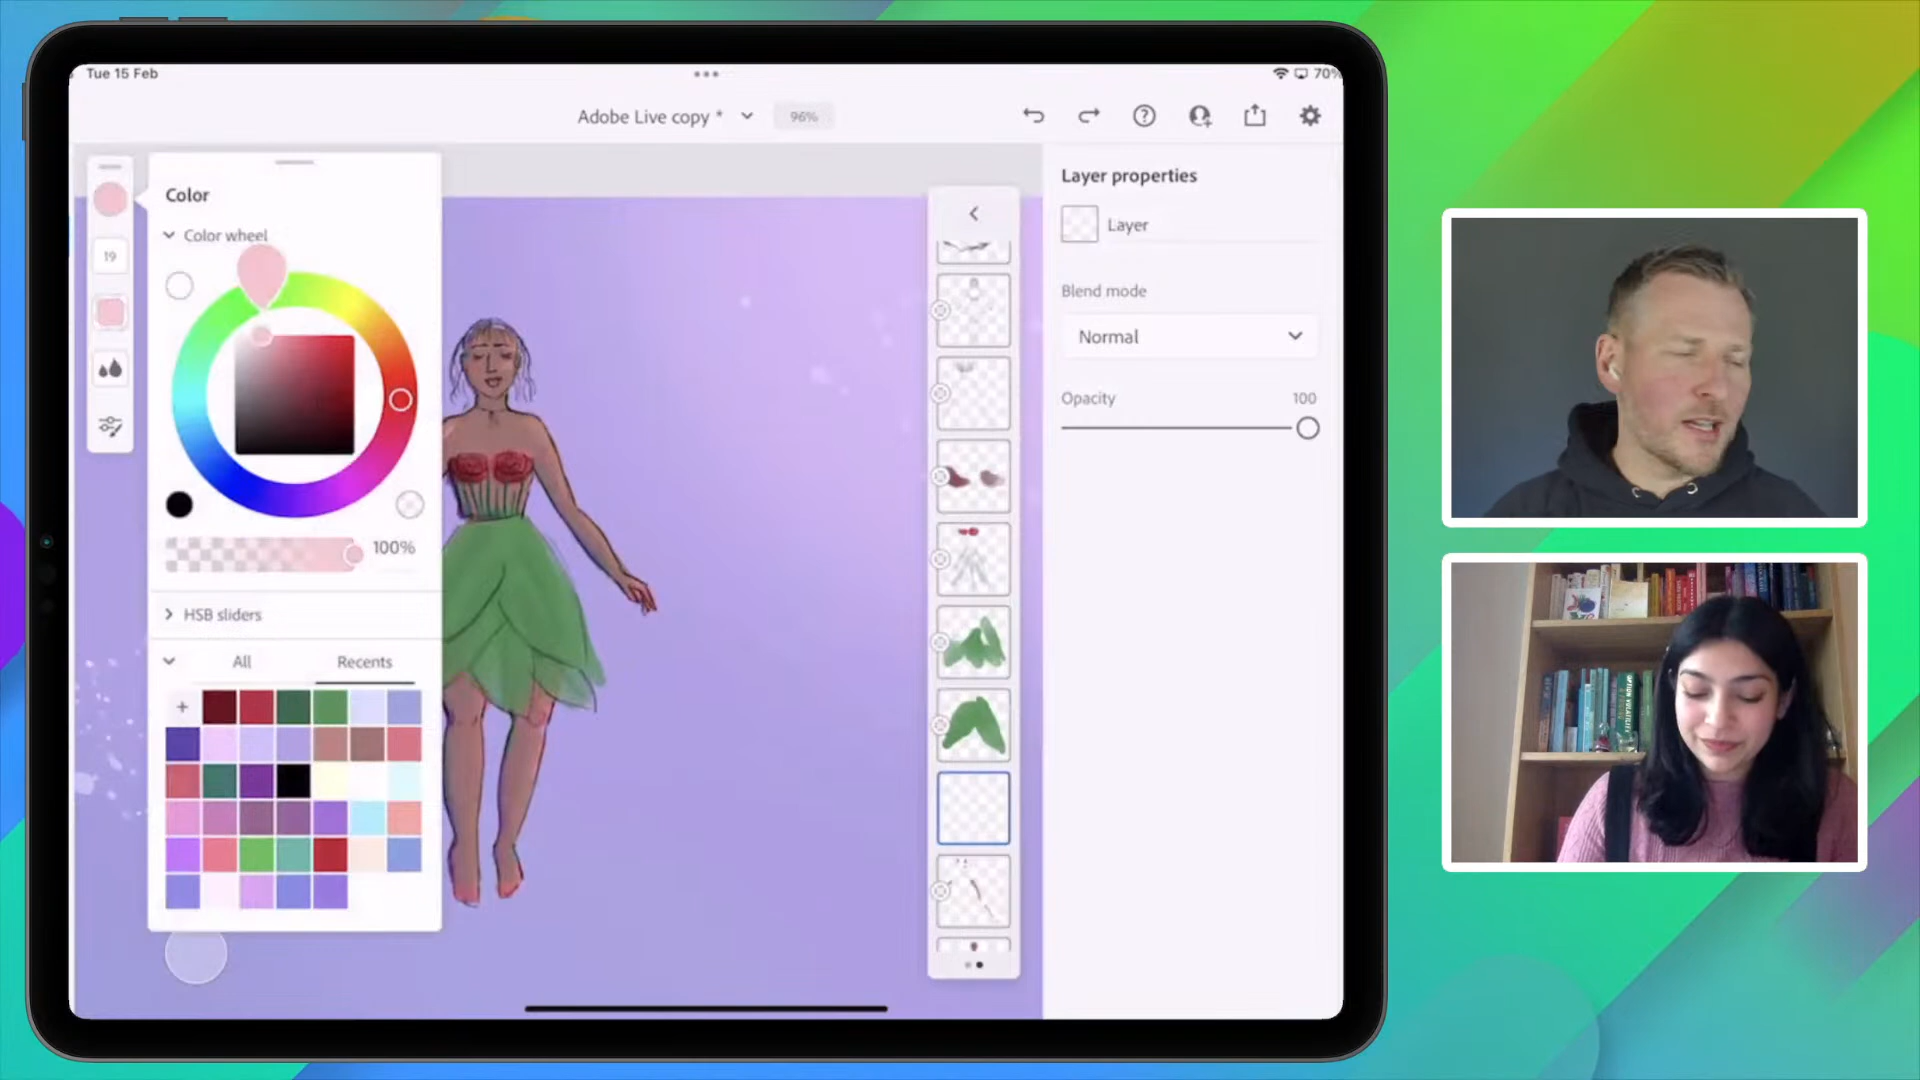 Tue 15 Feb
70%
Adobe Live copy *
96%
Color
Color wheel
19
100%
HSB sliders
All
Recents
Layer properties
Layer
Blend mode
Normal
Opacity
100